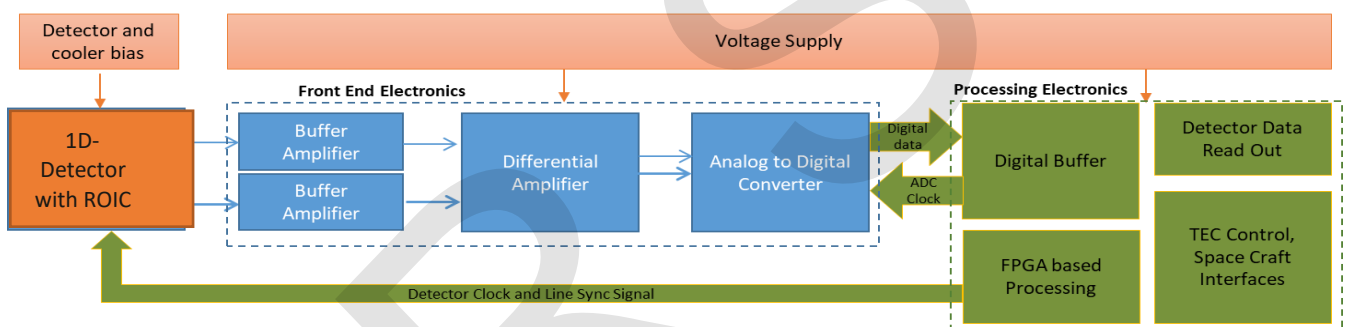 Detector and
cooler bias
Voltage Supply
Front End Electronics
Processing Electronics
1D-
Detector
with ROIC
Buffer
Amplifier
Buffer
Amplifier
Differential
Amplifier
Analog to Digital
Converter
Digital
data
ADC
Clock
Digital Buffer
Detector Data
Read Out
FPGA based
Processing
TEC Control,
Space Craft
Interfaces
Detector Clock and Line Sync Signal